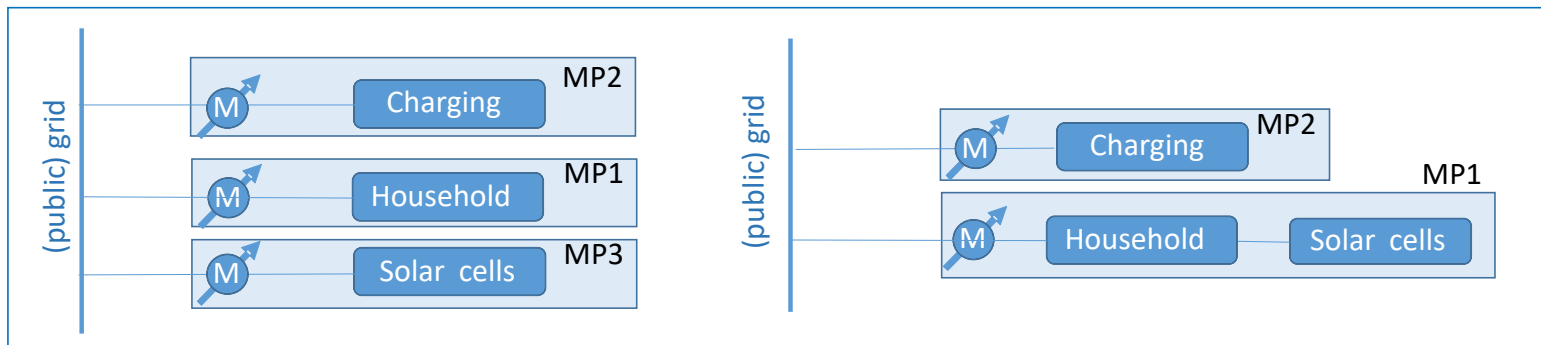 (public) grid
MP2
M
Charging
MP1
M
Household
MP3
M
Solar cells
(public) grid
MP2
M
Charging
MP1
M
Household
Solar cells